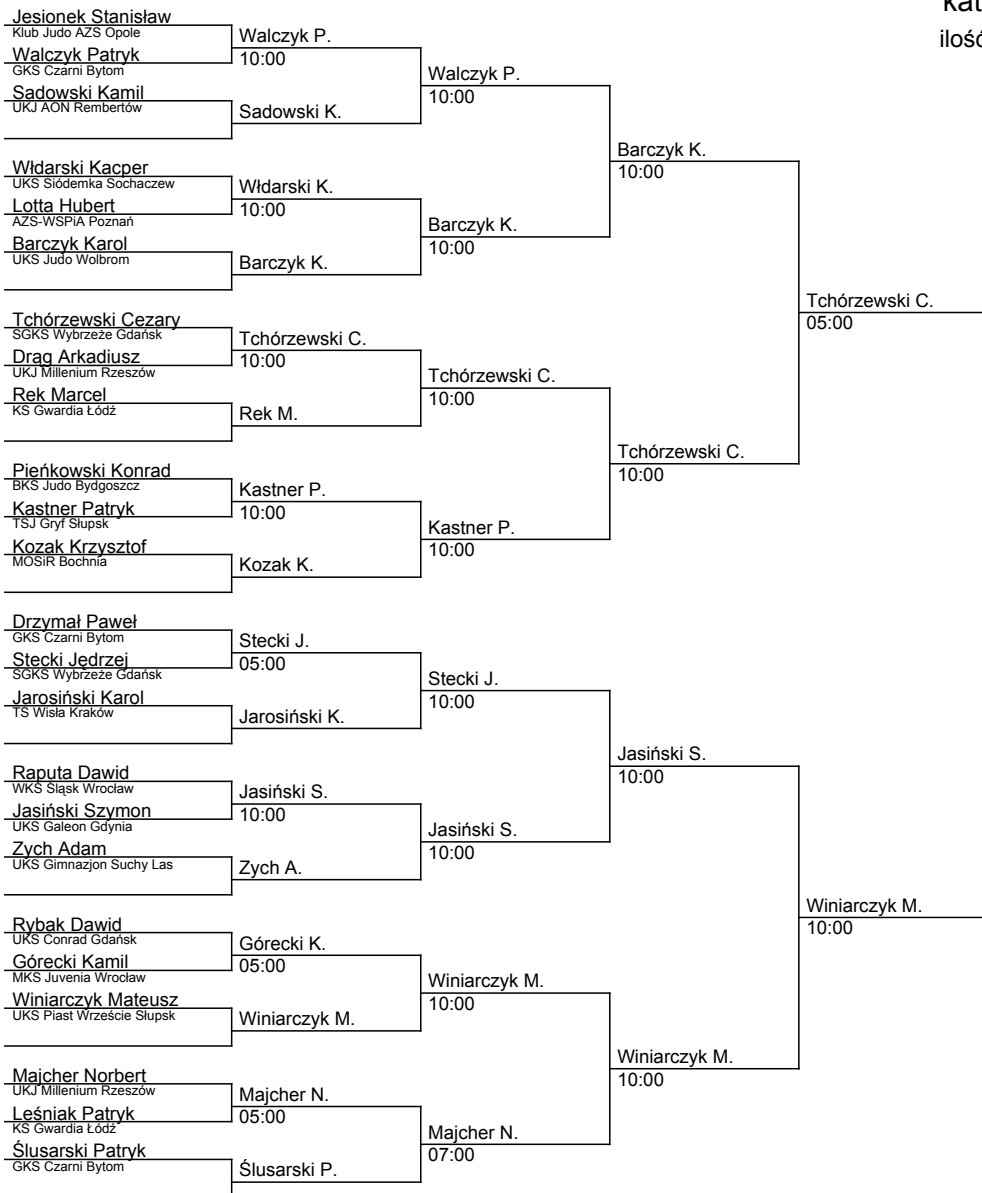 kat
ilość
Jesionek Stanisław
Klub Judo AZS Opole
Walczyk Patryk
GKS Czarni Bytom
Sadowski Kamil
UKJ AON Rembertów
Włdarski Kacper
UKS Siódemka Sochaczew
Lotta Hubert
AZS-WSPiA Poznań
Barczyk Karol
UKS Judo Wolbrom
Tchórzewski Cezary
SGKS Wybrzeże Gdańsk
Drąg Arkadiusz
UKJ Millenium Rzeszów
Rek Marcel
KS Gwardia Łódź
Pieńkowski Konrad
BKS Judo Bydgoszcz
Kastner Patryk
TSJ Gryf Słupsk
Kozak Krzysztof
MOSiR Bochnia
Drzymał Paweł
GKS Czarni Bytom
Stecki Jędrzej
SGKS Wybrzeże Gdańsk
Jarosiński Karol
TS Wisła Kraków
Raputa Dawid
WKS Śląsk Wrocław
Jasiński Szymon
UKS Galeon Gdynia
Zych Adam
UKS Gimnazjon Suchy Las
Rybak Dawid
UKS Conrad Gdańsk
Górecki Kamil
MKS Juvenia Wrocław
Winiarczyk Mateusz
UKS Piast Wrzeście Słupsk
Majcher Norbert
UKJ Millenium Rzeszów
Leśniak Patryk
KS Gwardia Łódź
Ślusarski Patryk
GKS Czarni Bytom
Walczyk P.
10:00
Sadowski K.
Włdarski K.
10:00
Barczyk K.
Tchórzewski C.
10:00
Rek M.
Kastner P.
10:00
Kozak K.
Stecki J.
05:00
Jarosiński K.
Jasiński S.
10:00
Zych A.
Górecki K.
05:00
Winiarczyk M.
Majcher N.
05:00
Ślusarski P.
Walczyk P.
10:00
Barczyk K.
10:00
Tchórzewski C.
10:00
Kastner P.
10:00
Stecki J.
10:00
Jasiński S.
10:00
Winiarczyk M.
10:00
Majcher N.
07:00
Barczyk K.
10:00
Tchórzewski C.
10:00
Jasiński S.
10:00
Winiarczyk M.
10:00
Tchórzewski C.
05:00
Winiarczyk M.
10:00